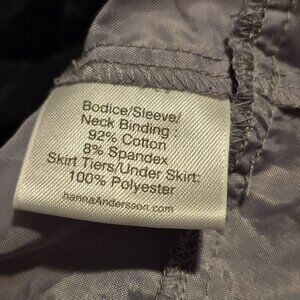 Bodice/Sleeve/
Neck Binding :
92% Cotton
8% Spandex
Skirt Tiers/Under Skirt:
100% Polyester
hannaAndersson.com